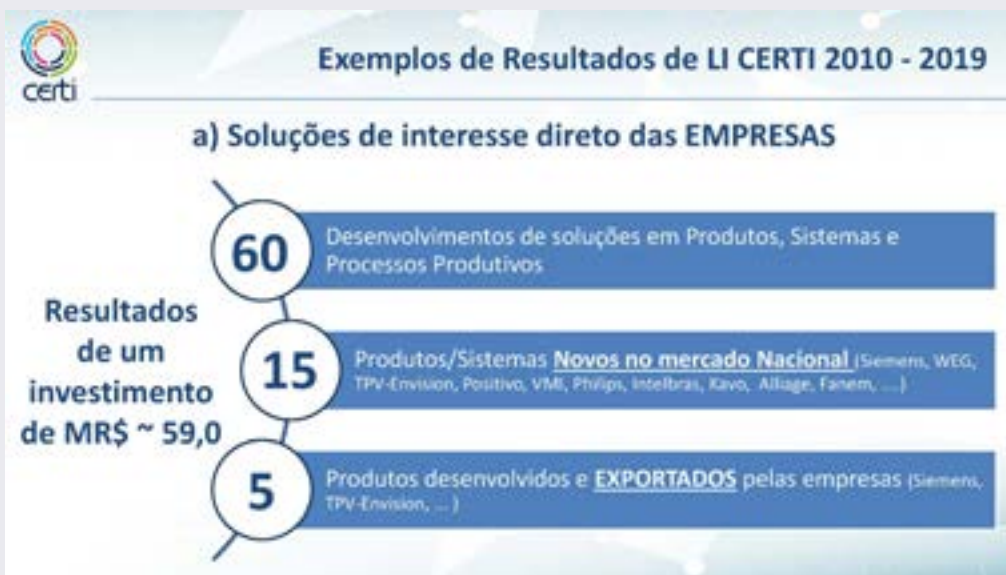 certi
Exemplos de Resultados de LI CERTI 2010 - 2019
a) Soluções de interesse direto das EMPRESAS
Resultados
de um
investimento
de MR$ ~ 59,0
60
Desenvolvimentos de soluções em Produtos, Sistemas e
Processos Produtivos
15
Produtos/Sistemas Novos no mercado Nacional (Siemens, WEG,
TPV-Envision, Positivo, VMI, Philips, Intelbras, Kavo, Alliage, Fanem, ....)
5
Produtos desenvolvidos e EXPORTADOS pelas empresas (Siemens,
TPV-Envision, ... )